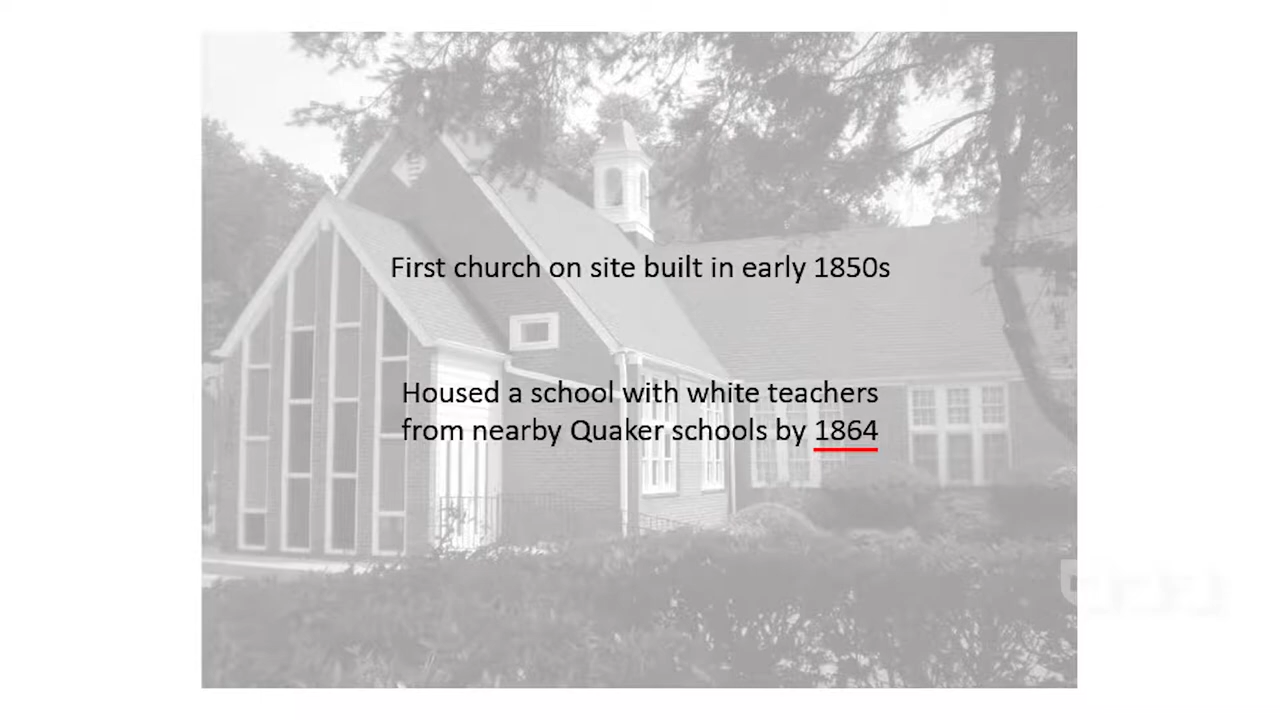 First church on site built in early 1850s
Housed a school with white teachers
from nearby Quaker schools by 1864